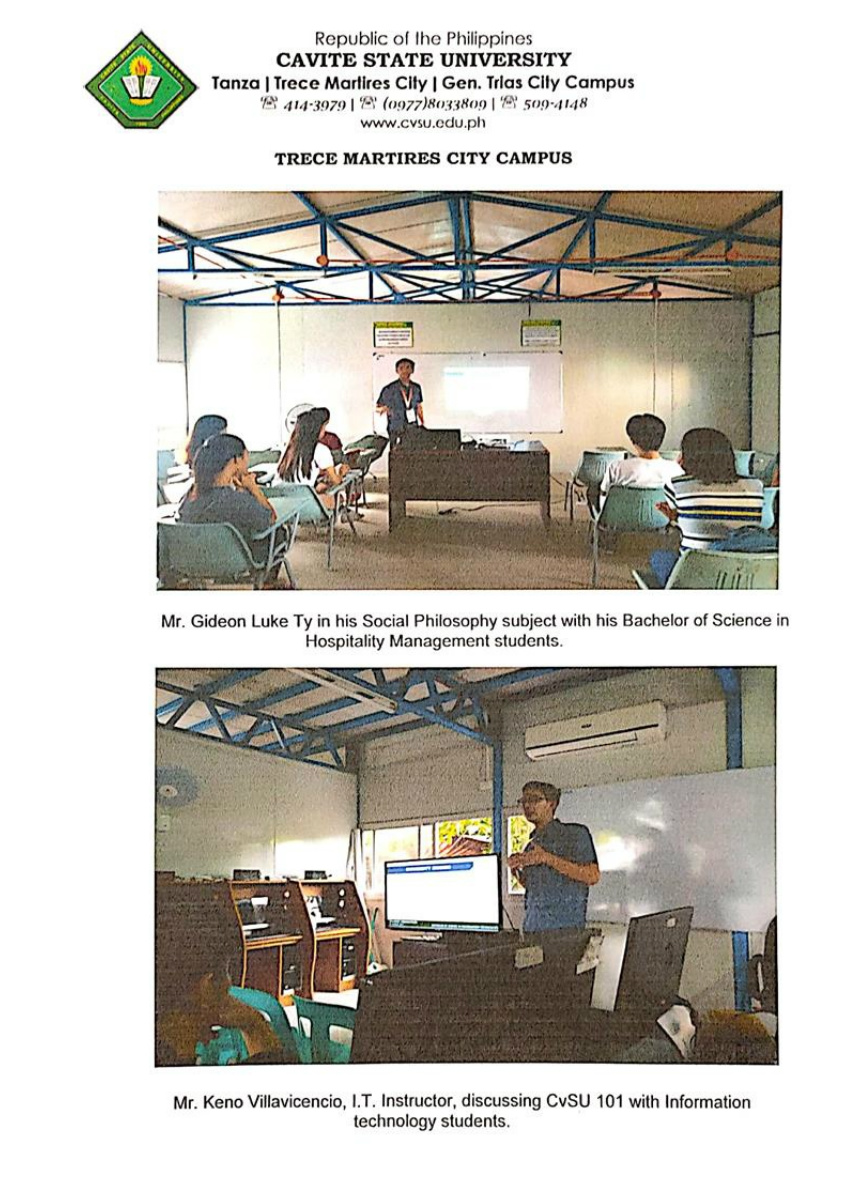 Republic of the Philippines
CAVITE STATE UNIVERSITY
Tanza | Trece Martires City | Gen. Trias City Campus
☏ 414-3979 | ☏ (0977)8033809 | ☏ 509-4148
www.cvsu.edu.ph
TRECE MARTIRES CITY CAMPUS
Mr. Gideon Luke Ty in his Social Philosophy subject with his Bachelor of Science in
Hospitality Management students.
Mr. Keno Villavicencio, I.T. Instructor, discussing CvSU 101 with Information
technology students.